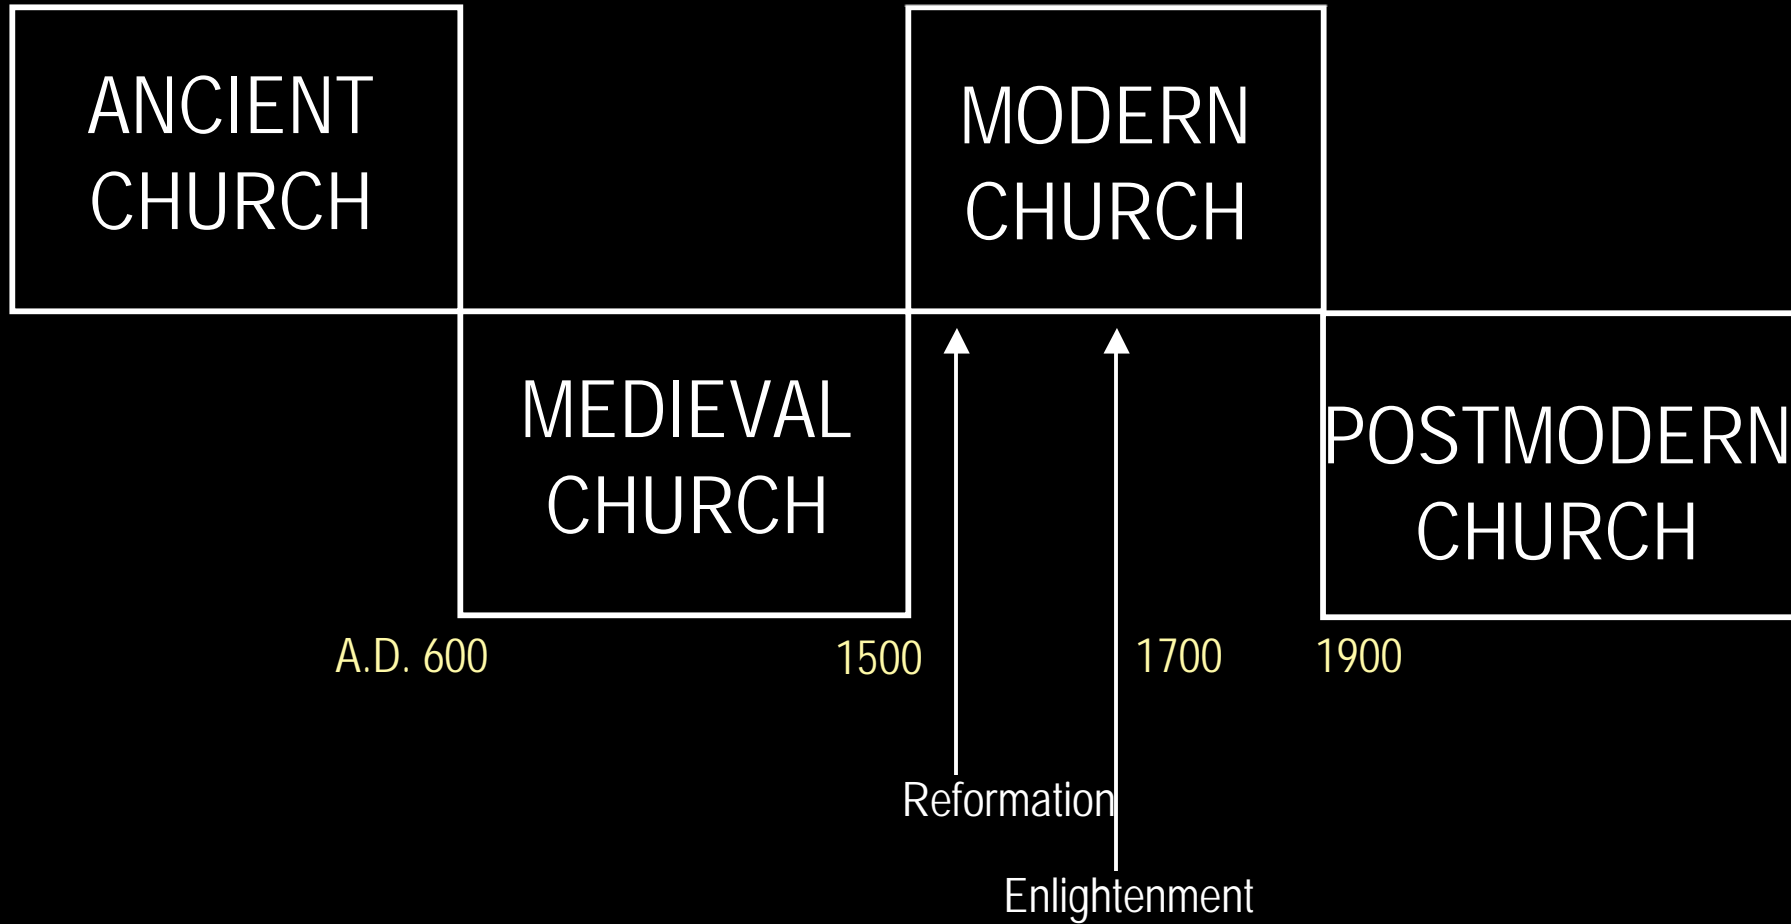 ANCIENT
CHURCH
MODERN
CHURCH
MEDIEVAL
CHURCH
POSTMODERN
CHURCH
A.D. 600
1500
1700
1900
Reformation
Enlightenment